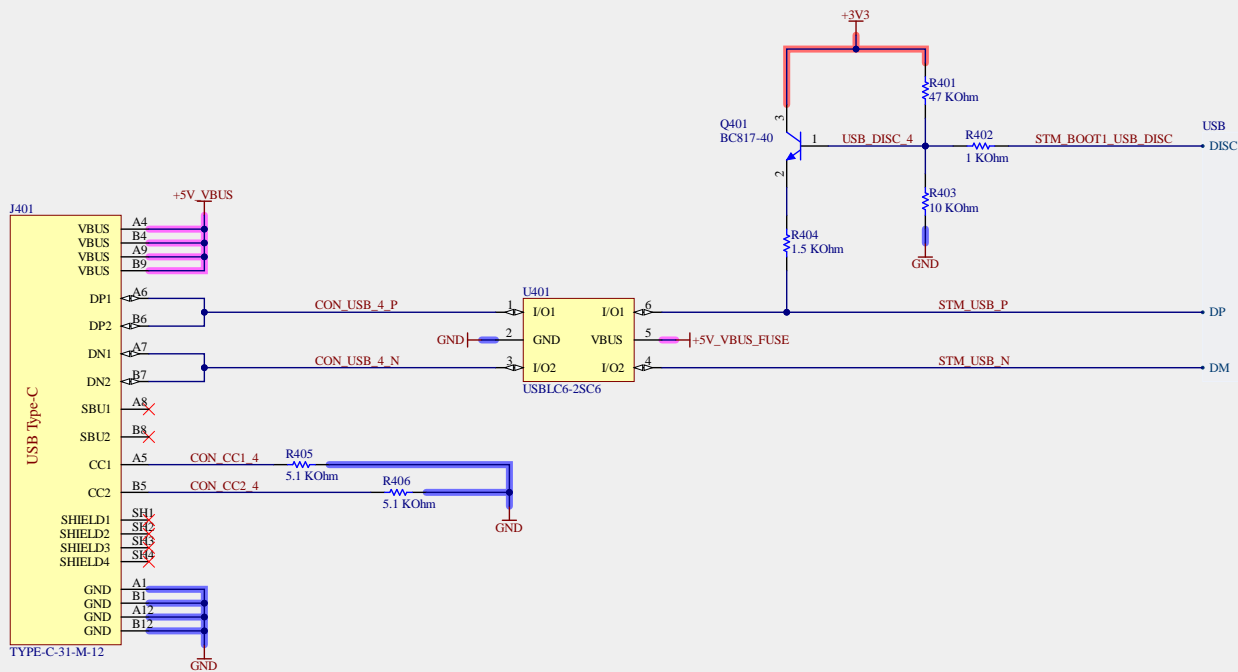 +3V3
R401
47 KOhm
Q401
BC817-40
3
1
2
USB_DISC_4
R402
1 KOhm
STM_BOOT1_USB_DISC
USB
DISC
R403
10 KOhm
GND
R404
1.5 KOhm
+5V_VBUS
J401
VBUS A4
VBUS B4
VBUS A9
VBUS B9
DP1 A6
DP2 B6
DN1 A7
DN2 B7
SBU1 A8
SBU2 B8
CC1 A5
CC2 B5
SHIELD1 SH1
SHIELD2 SH2
SHIELD3 SH3
SHIELD4 SH4
GND A1
GND B1
GND A12
GND B12
USB Type-C
TYPE-C-31-M-12
GND
CON_USB_4_P
CON_USB_4_N
CON_CC1_4
R405
5.1 KOhm
CON_CC2_4
R406
5.1 KOhm
GND
U401
1 I/O1 I/O1 6
GND 2 GND VBUS 5 +5V_VBUS_FUSE
3 I/O2 I/O2 4
USBLC6-2SC6
STM_USB_P
DP
STM_USB_N
DM